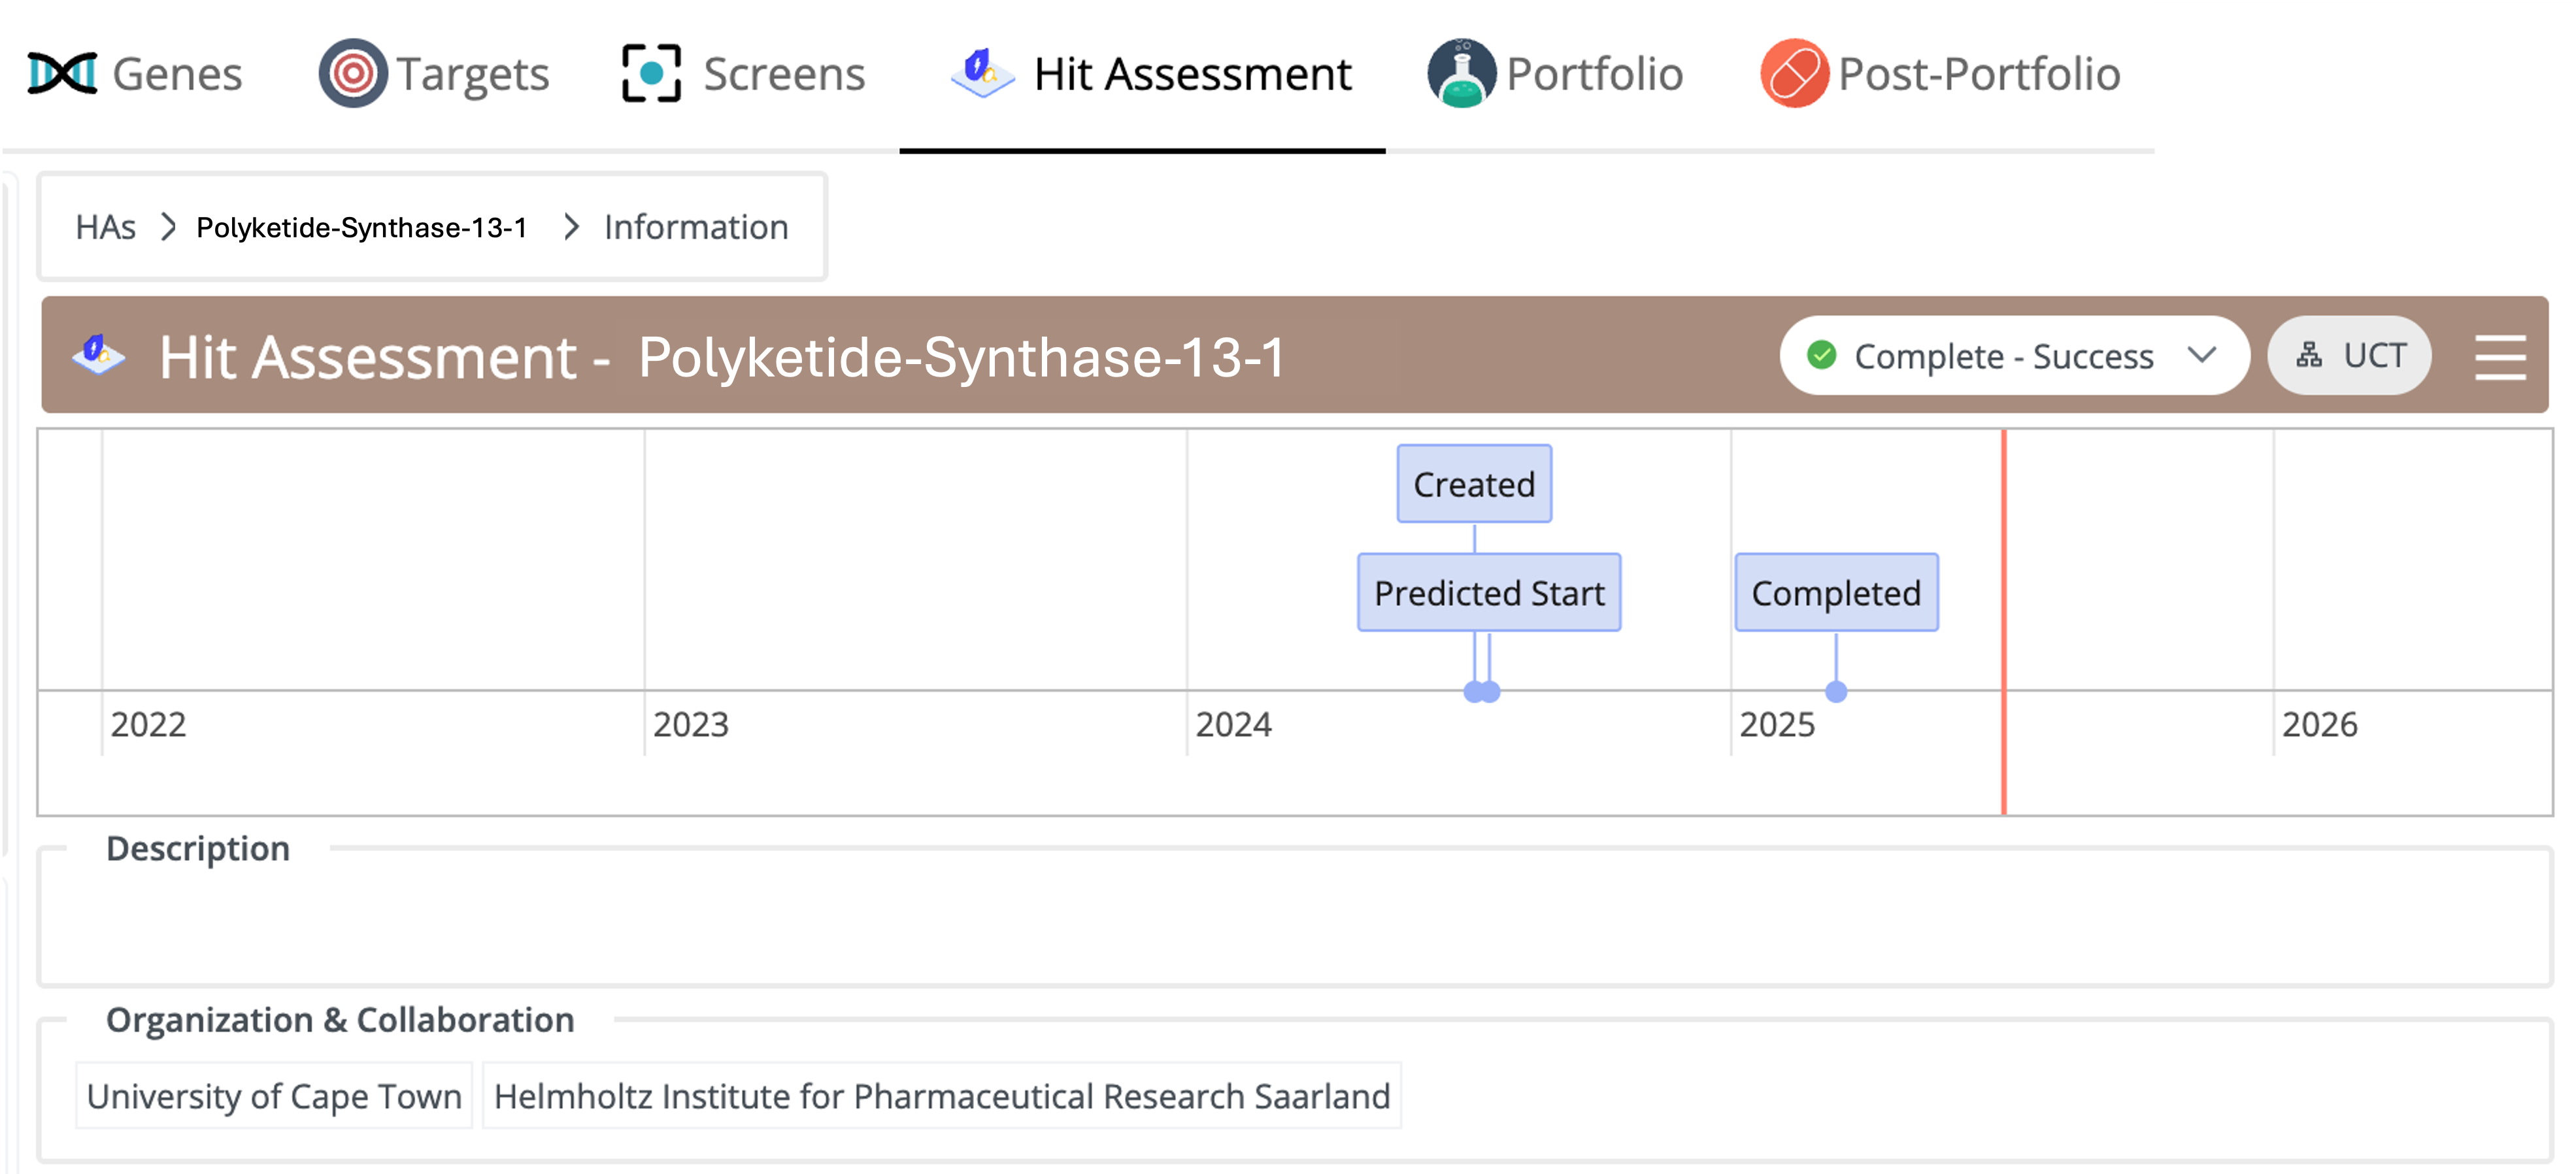 Genes Targets Screens Hit Assessment Portfolio Post-Portfolio
HAs > Polyketide-Synthase-13-1 > Information
Hit Assessment - Polyketide-Synthase-13-1 Complete - Success UCT
Created
Predicted Start Completed
2022 2023 2024 2025 2026
Description
Organization & Collaboration
University of Cape Town Helmholtz Institute for Pharmaceutical Research Saarland